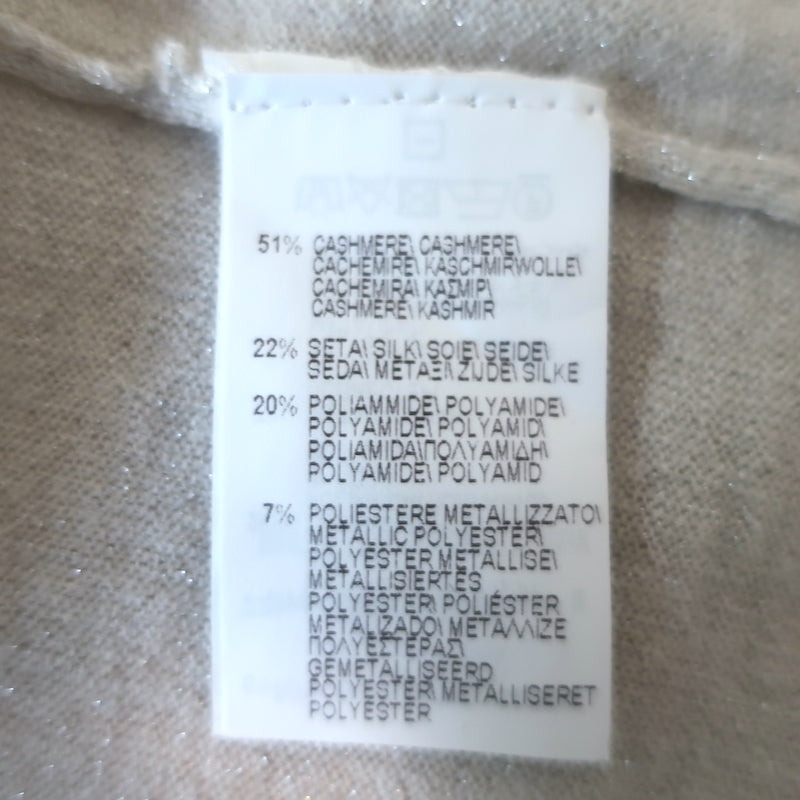 51% CASHMERE\ CASHMERE\
CACHEMIRE\ KASCHMIRWOLLE\
CACHEMIRA\ ΚΑΣΜΙΡ\
CASHMERE\ KASHMIR
22% SETA\ SILK\ SOIE\ SEIDE\
SEDA\ ΜΕΤΑΞΙ\ ZIJDE\ SILKE
20% POLIAMMIDE\ POLYAMIDE\
POLYAMIDE\ POLYAMID\
POLIAMIDA\ΠΟΛΥΑΜΙΔΗ\
POLYAMIDE\ POLYAMID
7% POLIESTERE METALLIZZATO\
METALLIC POLYESTER\
POLYESTER METALLISE\
METALLISIERTES
POLYESTER\ POLIÉSTER
METALIZADO\ ΜΕΤΑΛΛΙΖΕ
ΠΟΛΥΕΣΤΕΡΑΣ\
GEMETALLISEERD
POLYESTER\ METALLISERET
POLYESTER